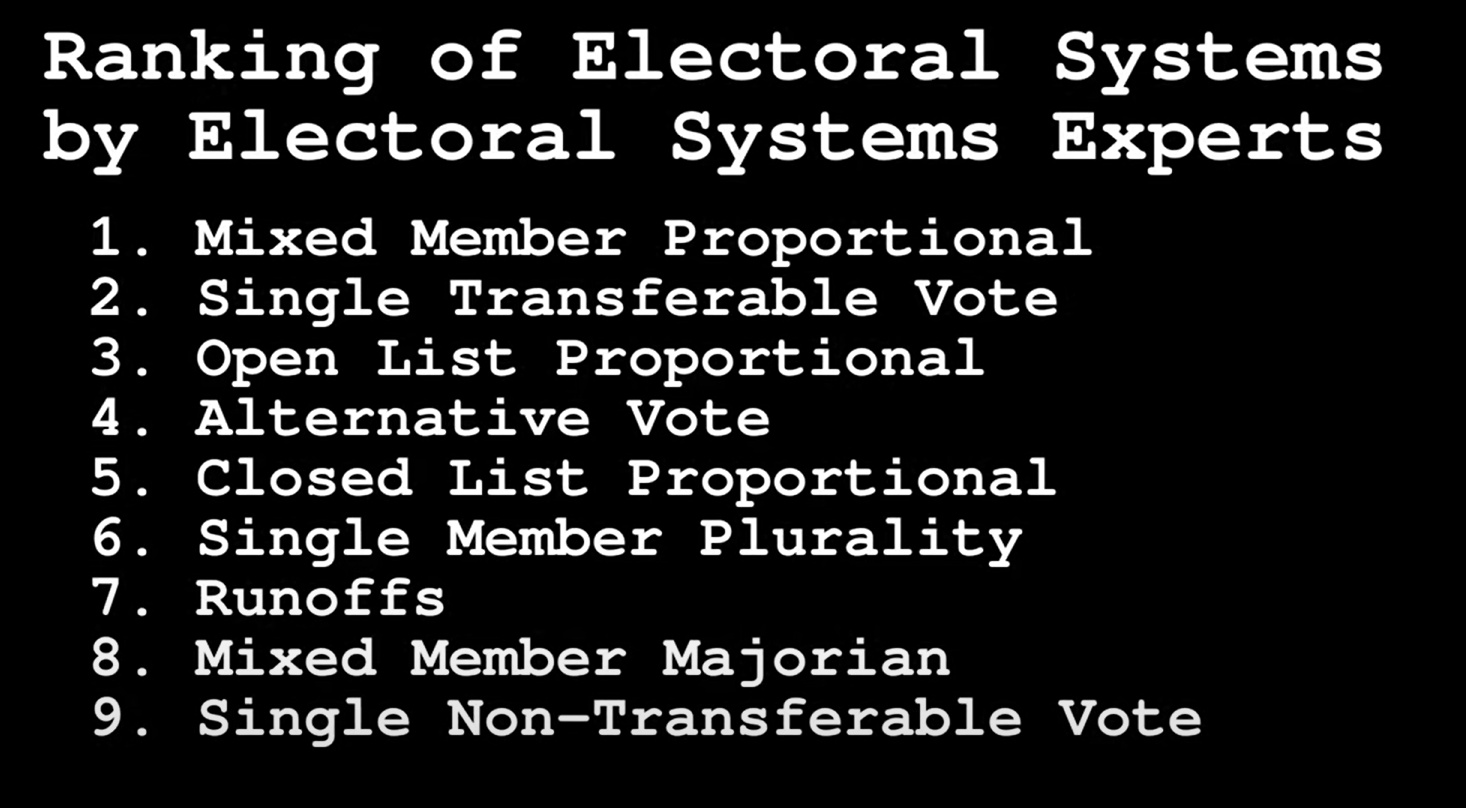 Ranking of Electoral Systems
by Electoral Systems Experts
1. Mixed Member Proportional
2. Single Transferable Vote
3. Open List Proportional
4. Alternative Vote
5. Closed List Proportional
6. Single Member Plurality
7. Runoffs
8. Mixed Member Majorian
9. Single Non-Transferable Vote